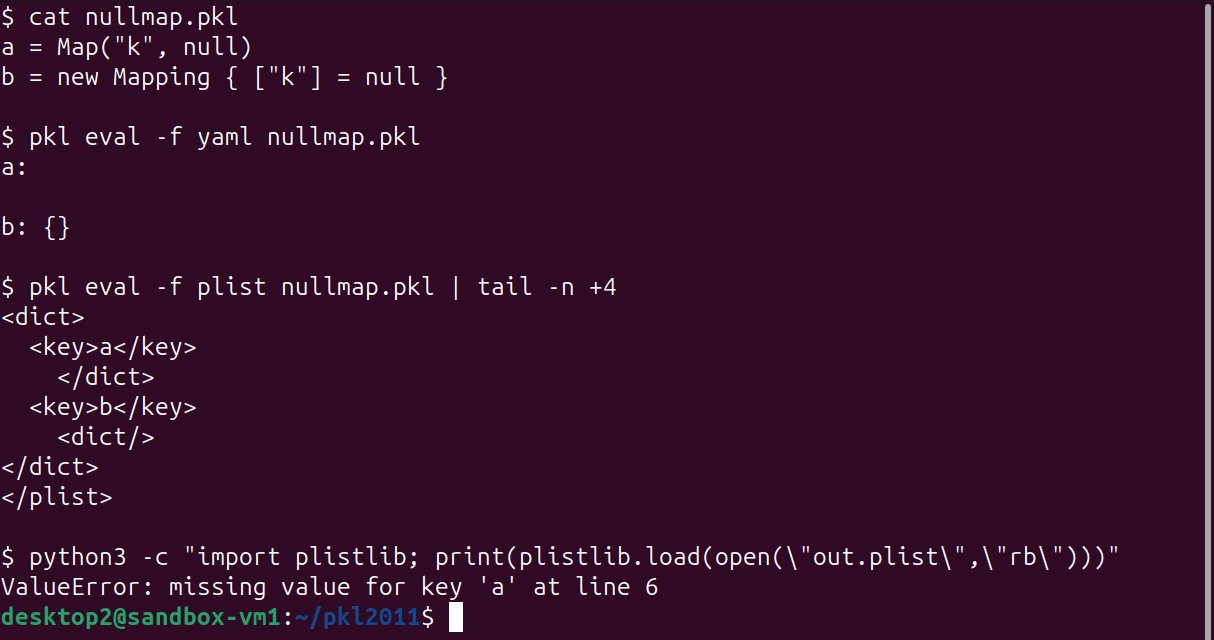 $ cat nullmap.pkl
a = Map("k", null)
b = new Mapping { ["k"] = null }
$ pkl eval -f yaml nullmap.pkl
a:
b: {}
$ pkl eval -f plist nullmap.pkl | tail -n +4
<dict>
  <key>a</key>
    </dict>
  <key>b</key>
    <dict/>
</dict>
</plist>
$ python3 -c "import plistlib; print(plistlib.load(open(\"out.plist\",\"rb\")))"
ValueError: missing value for key 'a' at line 6
desktop2@sandbox-vm1:~/pkl2011$